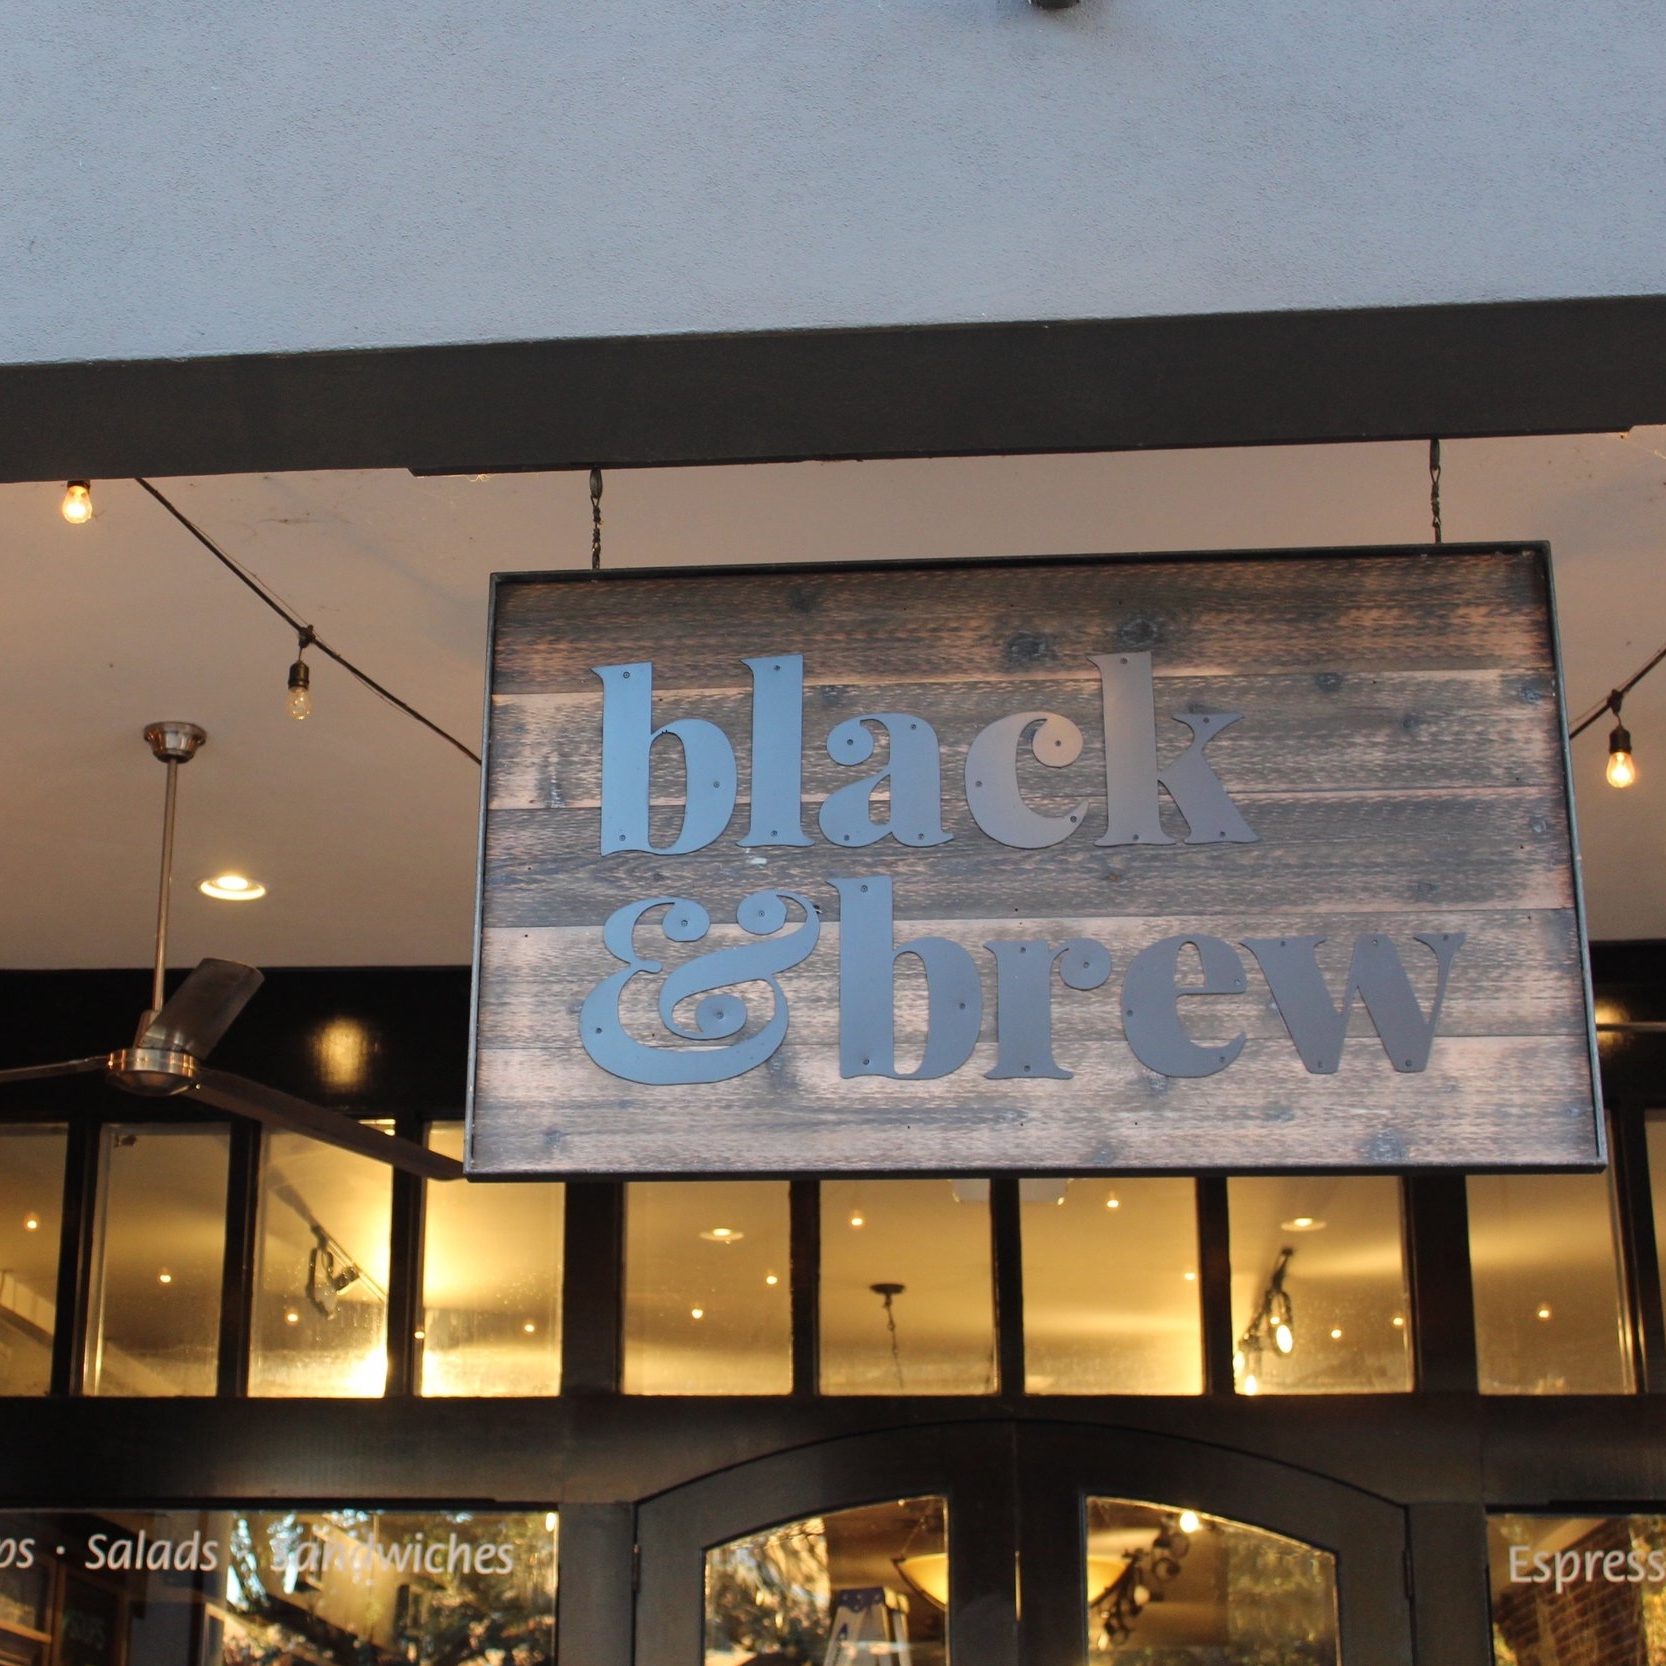 black
& brew
· Salads · Sandwiches